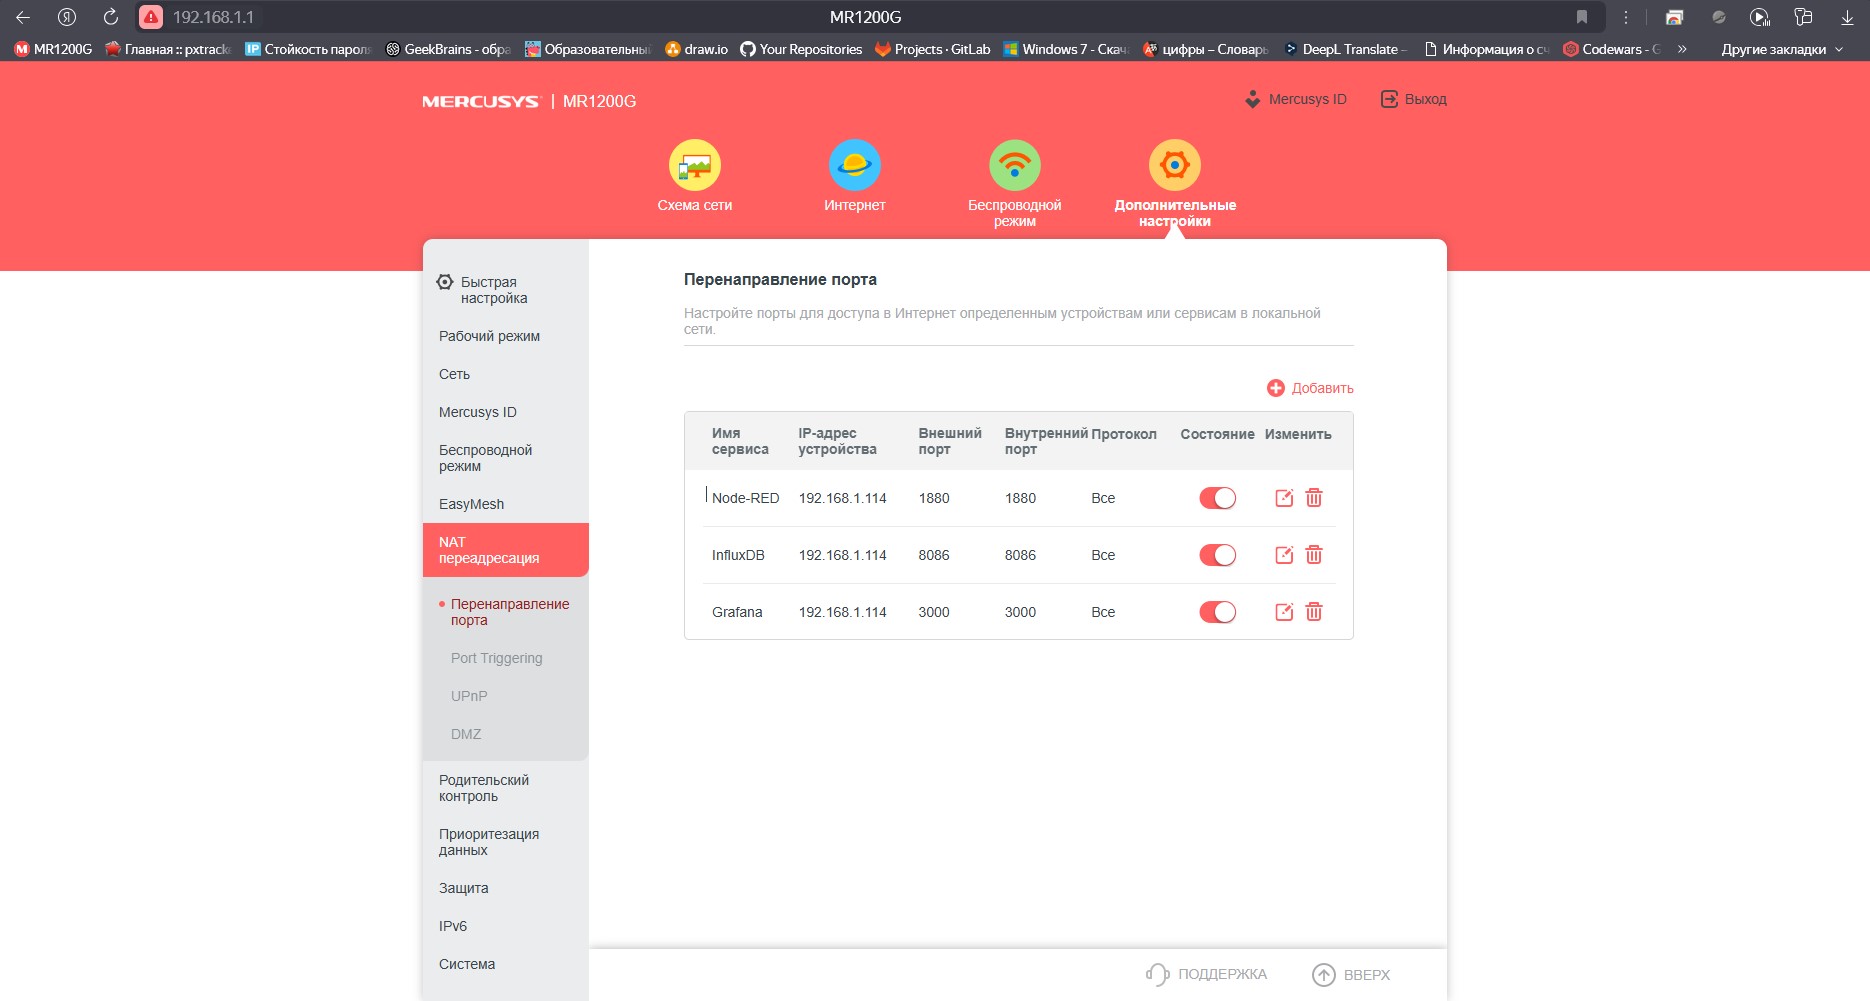 192.168.1.1
MR1200G
MR1200G
Главная :: pxtracke
Стойкость пароля
GeekBrains - обра
Образовательный
draw.io
Your Repositories
Projects · GitLab
Windows 7 - Скач
цифры – Словарь
DeepL Translate –
Информация о сч
Codewars - G
»
Другие закладки
MERCUSYS | MR1200G
Mercusys ID
Выход
Схема сети
Интернет
Беспроводной
режим
Дополнительные
настройки
Быстрая
настройка
Рабочий режим
Сеть
Mercusys ID
Беспроводной
режим
EasyMesh
NAT
переадресация
Перенаправление
порта
Port Triggering
UPnP
DMZ
Родительский
контроль
Приоритезация
данных
Защита
IPv6
Система
Перенаправление порта
Настройте порты для доступа в Интернет определенным устройствам или сервисам в локальной
сети.
Добавить
Имя сервиса IP-адрес устройства Внешний порт Внутренний порт Протокол Состояние Изменить
Node-RED 192.168.1.114 1880 1880 Все
InfluxDB 192.168.1.114 8086 8086 Все
Grafana 192.168.1.114 3000 3000 Все
ПОДДЕРЖКА
ВВЕРХ